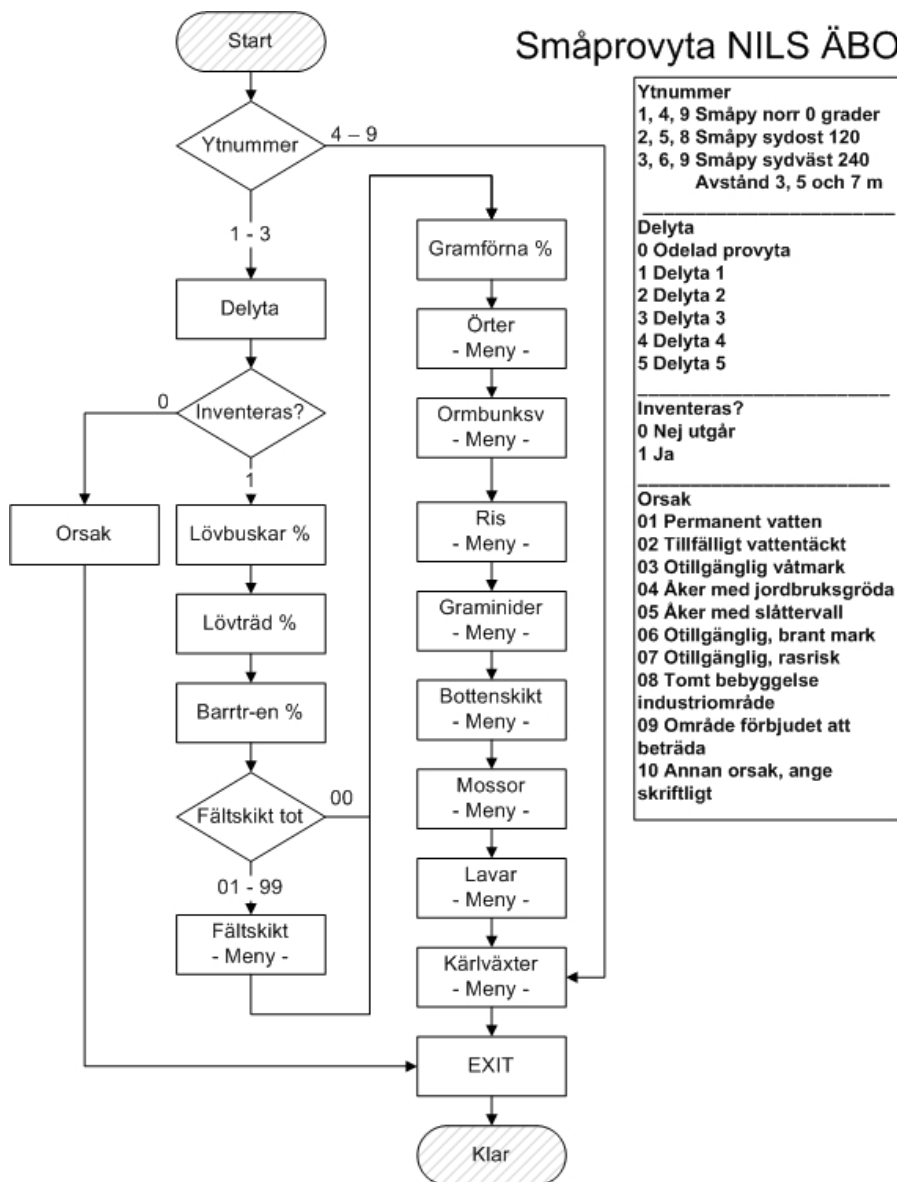 Småprovyta NILS ÄBO
Start
Ytnummer
4 – 9
1 - 3
Delyta
Inventeras?
0
1
Orsak
Lövbuskar %
Lövträd %
Barrtr-en %
Fältskikt tot
00
01 - 99
Fältskikt
- Meny -
Gramförna %
Örter
- Meny -
Ormbunksv
- Meny -
Ris
- Meny -
Graminider
- Meny -
Bottenskikt
- Meny -
Mossor
- Meny -
Lavar
- Meny -
Kärlväxter
- Meny -
EXIT
Klar
Ytnummer
1, 4, 9 Småpy norr 0 grader
2, 5, 8 Småpy sydost 120
3, 6, 9 Småpy sydväst 240
Avstånd 3, 5 och 7 m
Delyta
0 Odelad provyta
1 Delyta 1
2 Delyta 2
3 Delyta 3
4 Delyta 4
5 Delyta 5
Inventeras?
0 Nej utgår
1 Ja
Orsak
01 Permanent vatten
02 Tillfälligt vattentäckt
03 Otillgänglig våtmark
04 Åker med jordbruksgröda
05 Åker med slåttervall
06 Otillgänglig, brant mark
07 Otillgänglig, rasrisk
08 Tomt bebyggelse
industriområde
09 Område förbjudet att
beträda
10 Annan orsak, ange
skriftligt